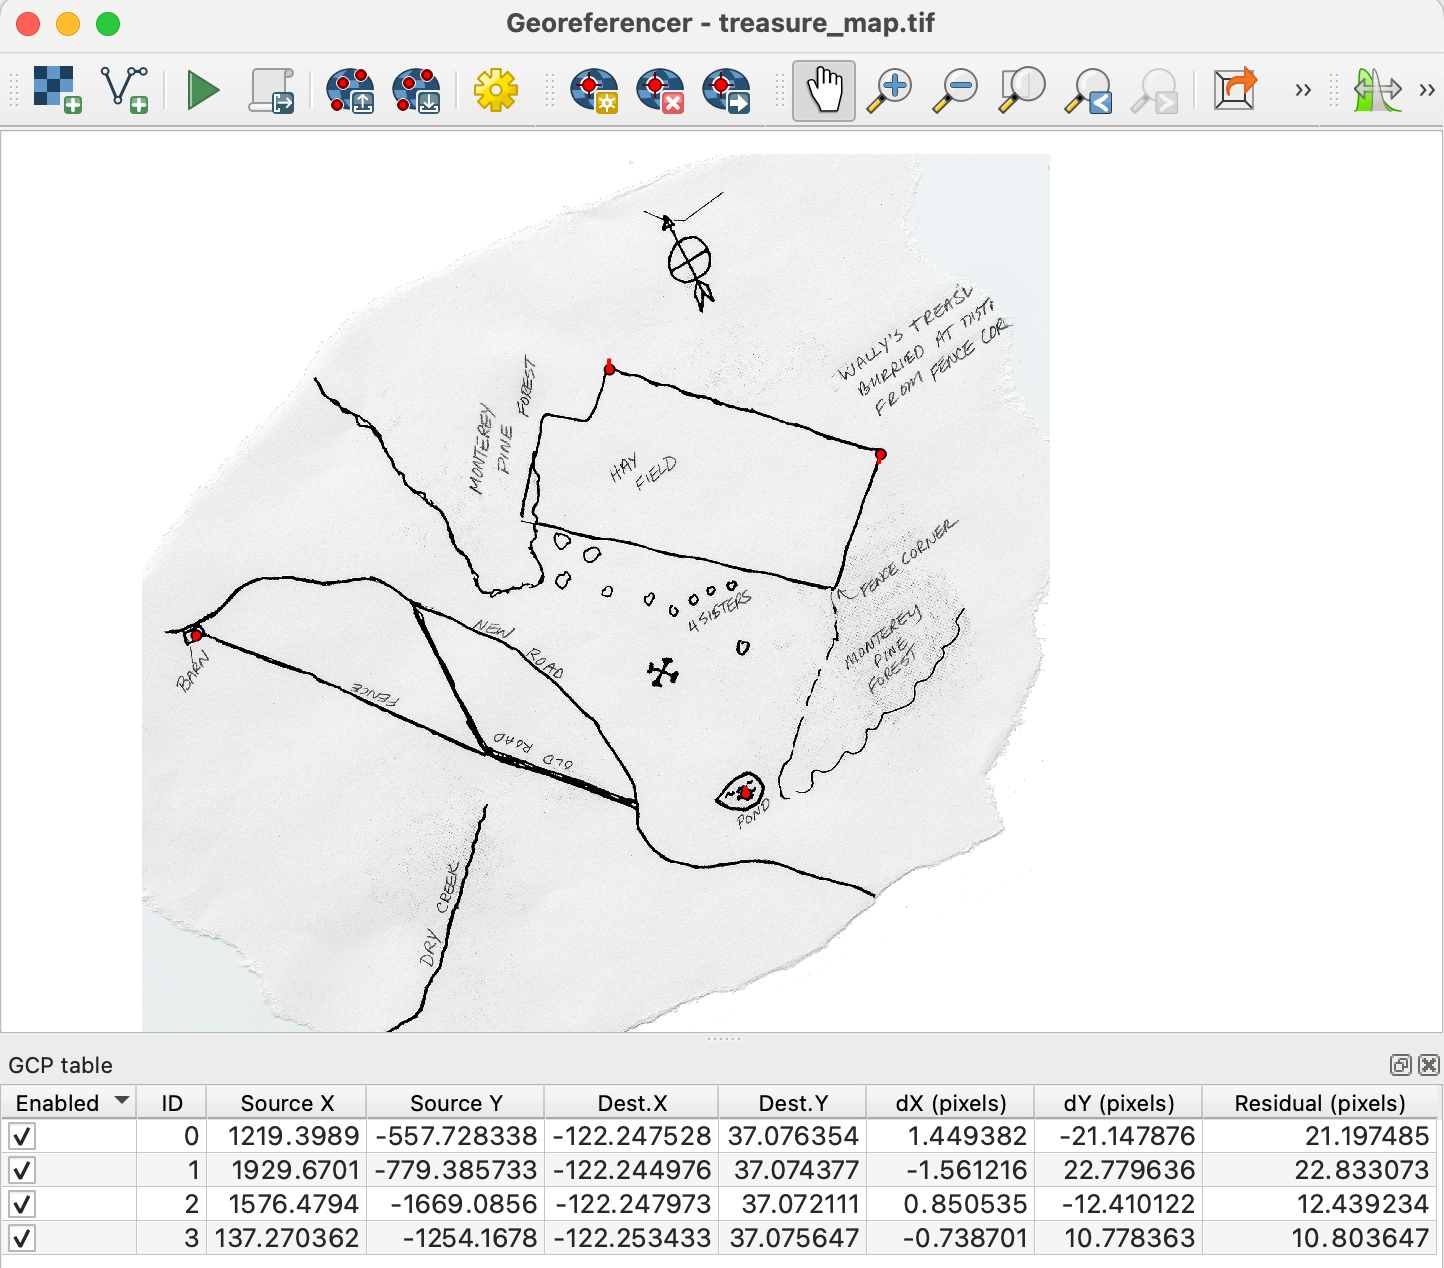 Georeferencer - treasure_map.tif
WALLY'S TREASU
BURRIED AT DIST.
FROM FENCE COR
MONTEREY
PINE FOREST
HAY
FIELD
FENCE CORNER
4 SISTERS
MONTEREY
PINE
FOREST
NEW ROAD
BARN
FENCE
OLD ROAD
POND
DRY CREEK
GCP table
Enabled ID Source X Source Y Dest.X Dest.Y dX (pixels) dY (pixels) Residual (pixels)
0 1219.3989 -557.728338 -122.247528 37.076354 1.449382 -21.147876 21.197485
1 1929.6701 -779.385733 -122.244976 37.074377 -1.561216 22.779636 22.833073
2 1576.4794 -1669.0856 -122.247973 37.072111 0.850535 -12.410122 12.439234
3 137.270362 -1254.1678 -122.253433 37.075647 -0.738701 10.778363 10.803647